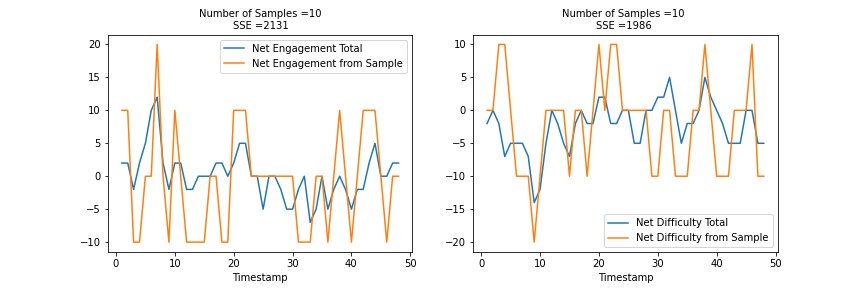 Number of Samples =10
SSE =2131
20
15
10
5
0
−5
−10
Net Engagement Total
Net Engagement from Sample
0
10
20
30
40
50
Timestamp
Number of Samples =10
SSE =1986
10
5
0
−5
−10
−15
−20
Net Difficulty Total
Net Difficulty from Sample
0
10
20
30
40
50
Timestamp